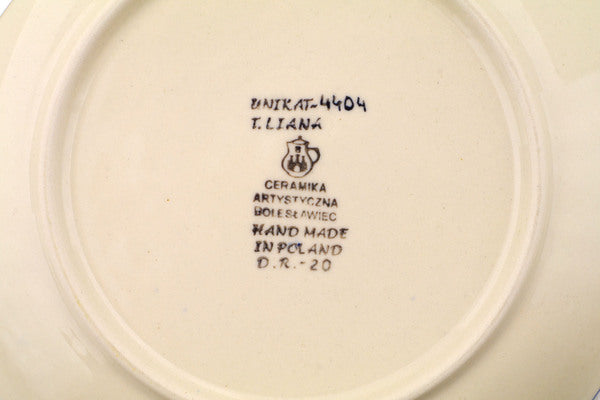 UNIKAT-4404
T. LIANA
CERAMIKA
ARTYSTYCZNA
BOLESŁAWIEC
HAND MADE
IN POLAND
D.R.-20